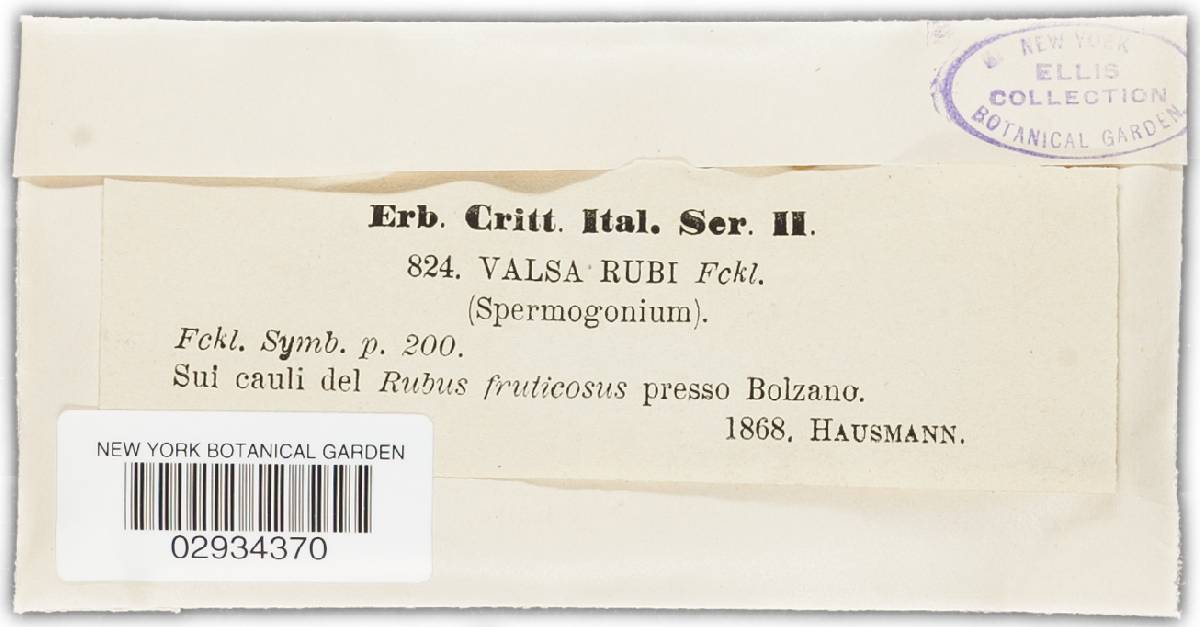 NEW YORK
ELLIS
COLLECTION
BOTANICAL GARDEN
Erb. Critt. Ital. Ser. II.
824. VALSA RUBI Fckl.
(Spermogonium).
Fckl. Symb. p. 200.
Sui cauli del Rubus fruticosus presso Bolzano.
1868. HAUSMANN.
NEW YORK BOTANICAL GARDEN
02934370